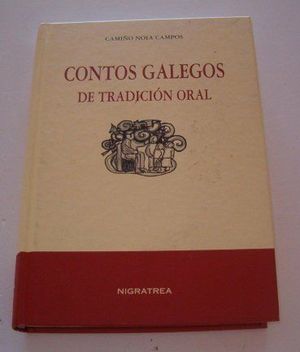 CAMIÑO NOIA CAMPOS
CONTOS GALEGOS
DE TRADICIÓN ORAL
NIGRATREA